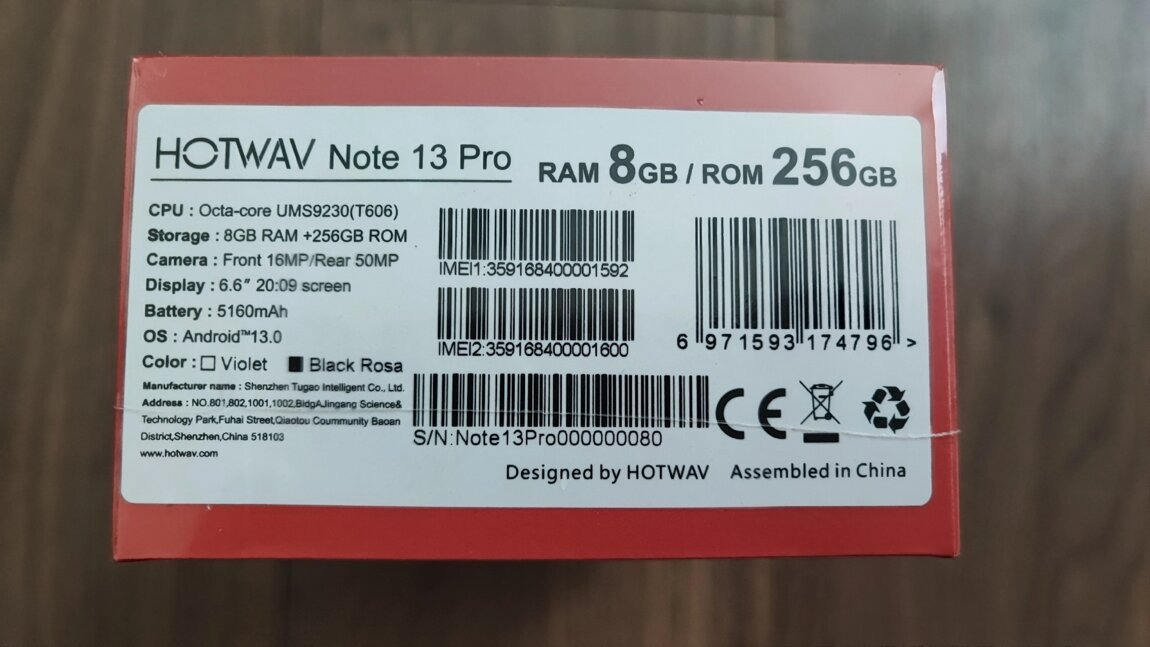 HOTWAV Note 13 Pro
RAM 8GB / ROM 256GB
CPU : Octa-core UMS9230(T606)
Storage : 8GB RAM +256GB ROM
Camera : Front 16MP/Rear 50MP
Display : 6.6″ 20:09 screen
Battery : 5160mAh
OS : Android™13.0
Color : □ Violet ■ Black Rosa
Manufacturer name : Shenzhen Tugao Intelligent Co., Ltd.
Address : NO.801,802,1001,1002,BldgAJingang Science&
Technology Park,Fuhai Street,Qiaotou Coummunity Baoan
District,Shenzhen,China 518103
www.hotwav.com
IMEI1:359168400001592
IMEI2:359168400001600
S/N:Note13Pro000000080
6 971593 174796 >
CE
Designed by HOTWAV Assembled in China